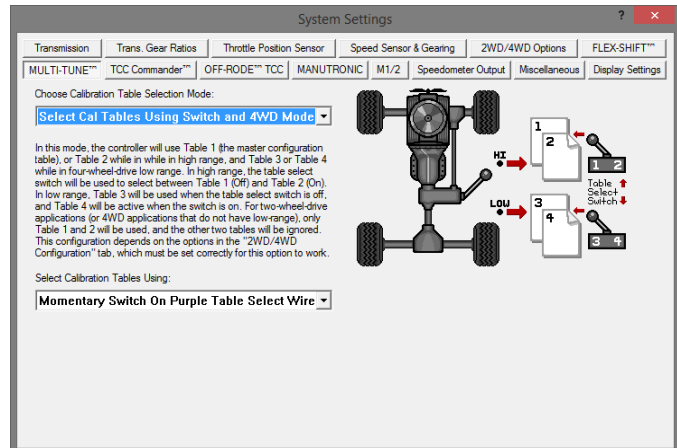 System Settings
?
×
Transmission
Trans. Gear Ratios
Throttle Position Sensor
Speed Sensor & Gearing
2WD/4WD Options
FLEX-SHIFT™
MULTI-TUNE™
TCC Commander™
OFF-RODE™ TCC
MANUTRONIC
M1/2
Speedometer Output
Miscellaneous
Display Settings
Choose Calibration Table Selection Mode:
Select Cal Tables Using Switch and 4WD Mode
In this mode, the controller will use Table 1 (the master configuration
table), or Table 2 while in while in high range, and Table 3 or Table 4
while in four-wheel-drive low range. In high range, the table select
switch will be used to select between Table 1 (Off) and Table 2 (On).
In low range, Table 3 will be used when the table select switch is off,
and Table 4 will be active when the switch is on. For two-wheel-drive
applications (or 4WD applications that do not have low-range), only
Table 1 and 2 will be used, and the other two tables will be ignored.
This configuration depends on the options in the "2WD/4WD
Configuration" tab, which must be set correctly for this option to work.
Select Calibration Tables Using:
Momentary Switch On Purple Table Select Wire
HI
1
2
1 2
Table
Select
Switch
LOW
3
4
3 4